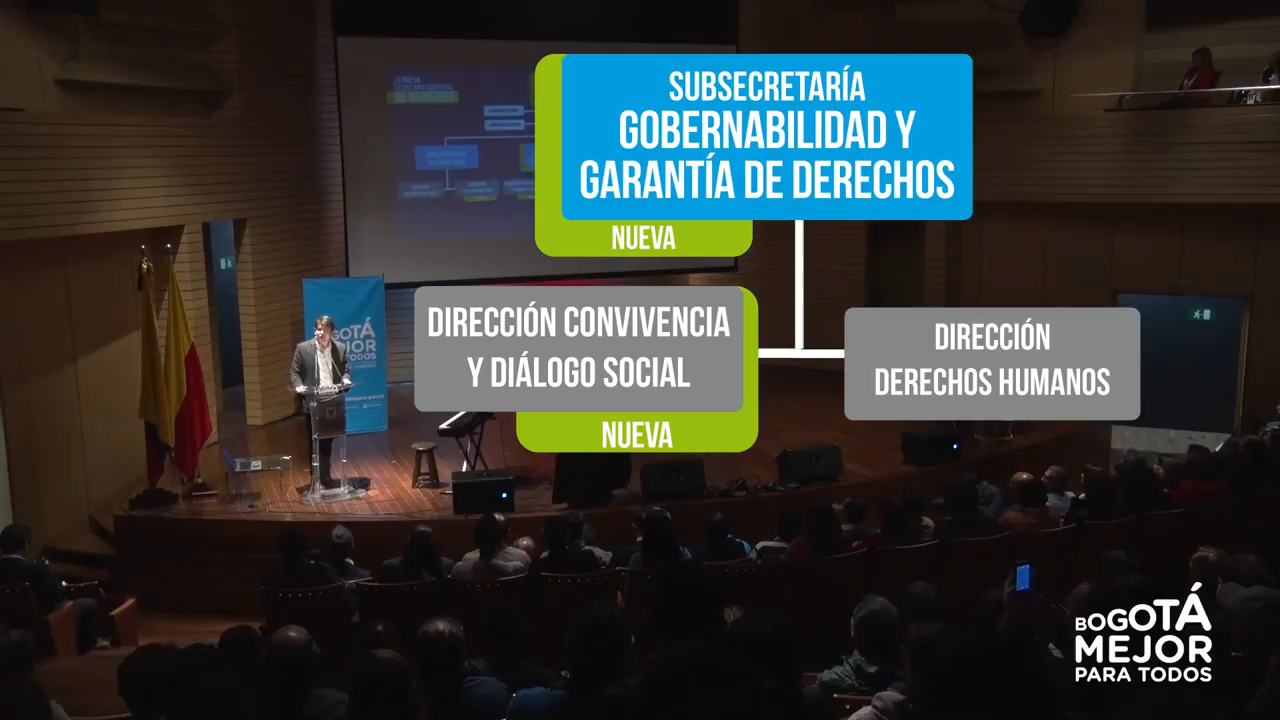 SUBSECRETARÍA
GOBERNABILIDAD Y
GARANTÍA DE DERECHOS
NUEVA
DIRECCIÓN CONVIVENCIA
Y DIÁLOGO SOCIAL
NUEVA
DIRECCIÓN
DERECHOS HUMANOS
BOGOTÁ
MEJOR
PARA TODOS